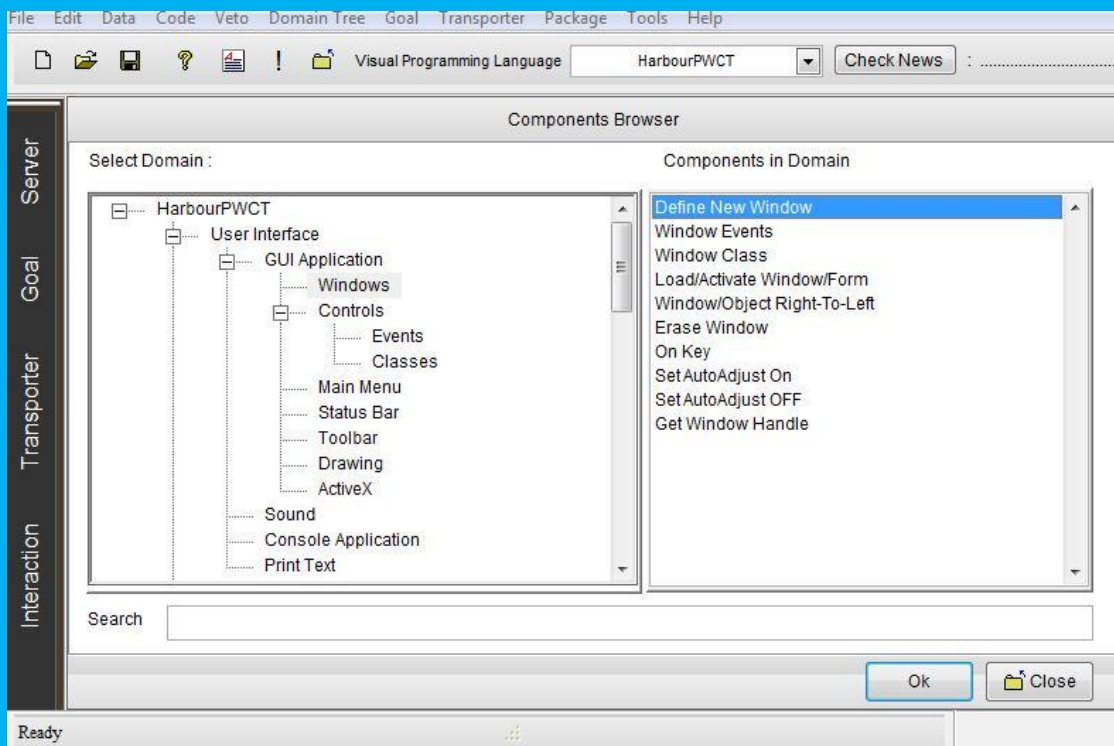 File Edit Data Code Veto Domain Tree Goal Transporter Package Tools Help
Visual Programming Language HarbourPWCT Check News : ................................
Components Browser
Server
Goal
Transporter
Interaction
Select Domain :
HarbourPWCT
User Interface
GUI Application
Windows
Controls
Events
Classes
Main Menu
Status Bar
Toolbar
Drawing
ActiveX
Sound
Console Application
Print Text
Components in Domain
Define New Window
Window Events
Window Class
Load/Activate Window/Form
Window/Object Right-To-Left
Erase Window
On Key
Set AutoAdjust On
Set AutoAdjust OFF
Get Window Handle
Search
Ok Close
Ready